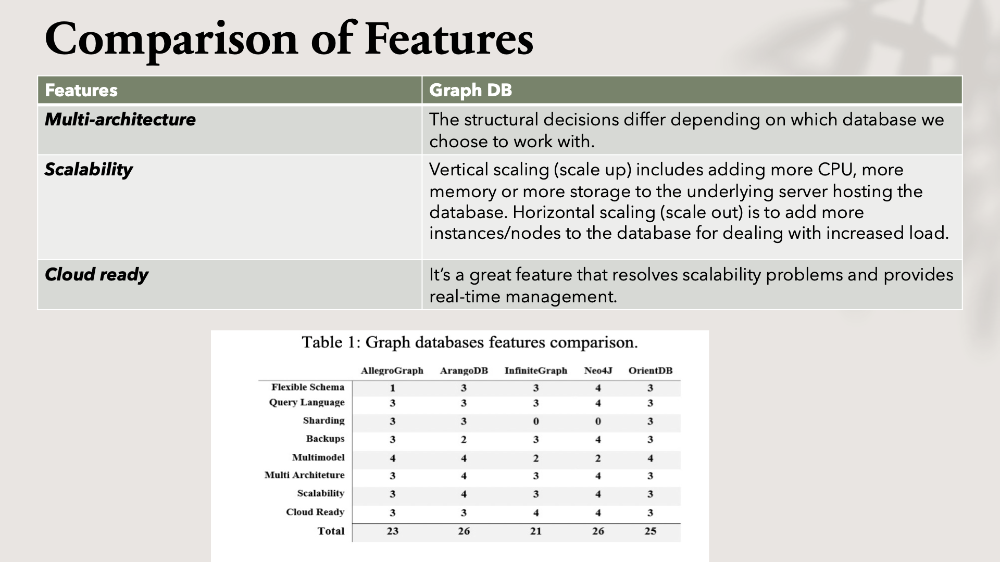 Comparison of Features
Features Graph DB
Multi-architecture The structural decisions differ depending on which database we
choose to work with.
Scalability Vertical scaling (scale up) includes adding more CPU, more
memory or more storage to the underlying server hosting the
database. Horizontal scaling (scale out) is to add more
instances/nodes to the database for dealing with increased load.
Cloud ready It’s a great feature that resolves scalability problems and provides
real-time management.
Table 1: Graph databases features comparison.
AllegroGraph ArangoDB InfiniteGraph Neo4J OrientDB
Flexible Schema 1 3 3 4 3
Query Language 3 3 3 4 3
Sharding 3 3 0 0 3
Backups 3 2 3 4 3
Multimodel 4 4 2 2 4
Multi Architeture 3 4 3 4 3
Scalability 3 4 3 4 3
Cloud Ready 3 3 4 4 3
Total 23 26 21 26 25